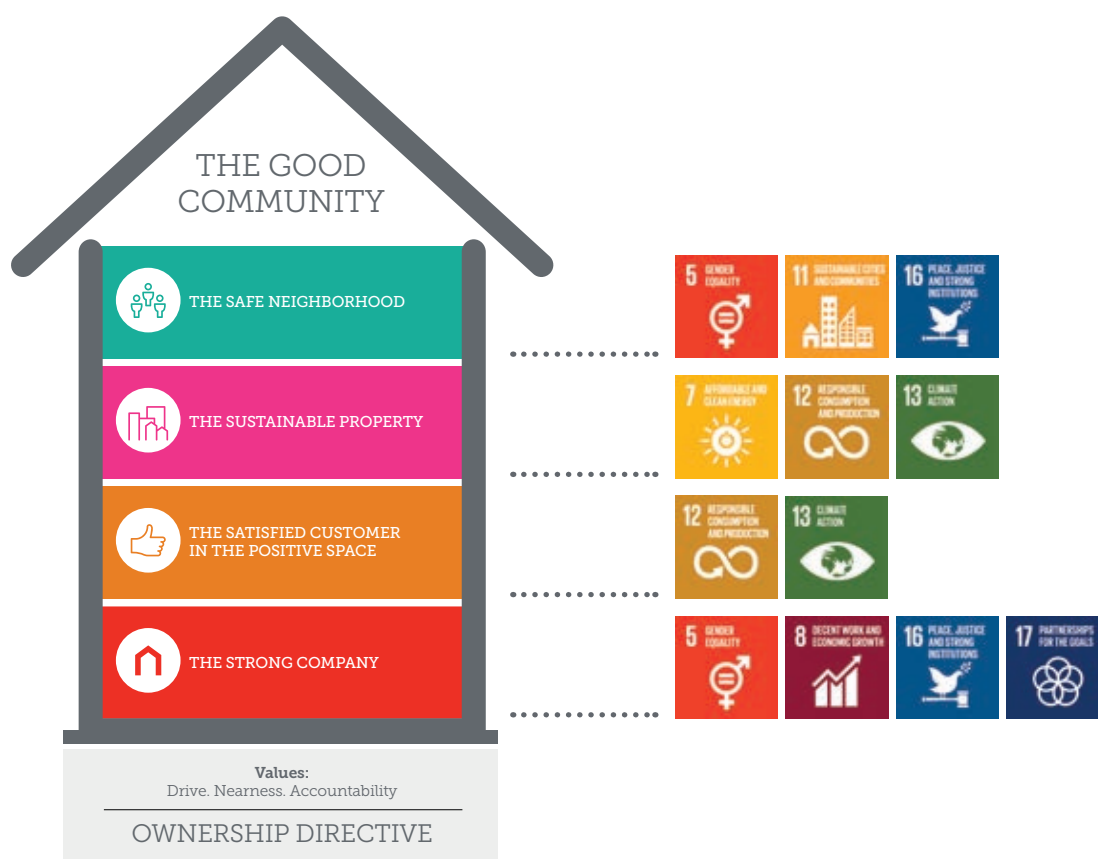 THE GOOD
COMMUNITY
THE SAFE NEIGHBORHOOD
5 GENDER
EQUALITY
11 SUSTAINABLE CITIES
AND COMMUNITIES
16 PEACE, JUSTICE
AND STRONG
INSTITUTIONS
THE SUSTAINABLE PROPERTY
7 AFFORDABLE AND
CLEAN ENERGY
12 RESPONSIBLE
CONSUMPTION
AND PRODUCTION
13 CLIMATE
ACTION
THE SATISFIED CUSTOMER
IN THE POSITIVE SPACE
12 RESPONSIBLE
CONSUMPTION
AND PRODUCTION
13 CLIMATE
ACTION
THE STRONG COMPANY
5 GENDER
EQUALITY
8 DECENT WORK AND
ECONOMIC GROWTH
16 PEACE, JUSTICE
AND STRONG
INSTITUTIONS
17 PARTNERSHIPS
FOR THE GOALS
Values:
Drive. Nearness. Accountability
OWNERSHIP DIRECTIVE